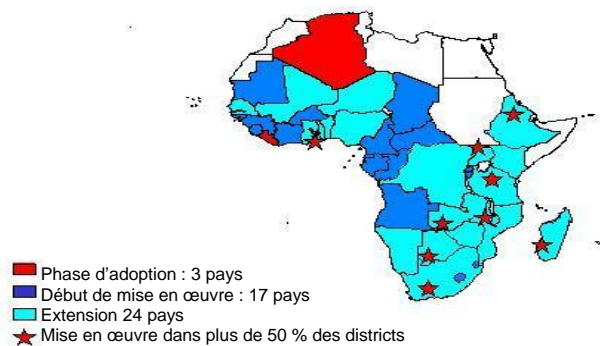 Phase d'adoption : 3 pays
Début de mise en œuvre : 17 pays
Extension 24 pays
Mise en œuvre dans plus de 50 % des districts